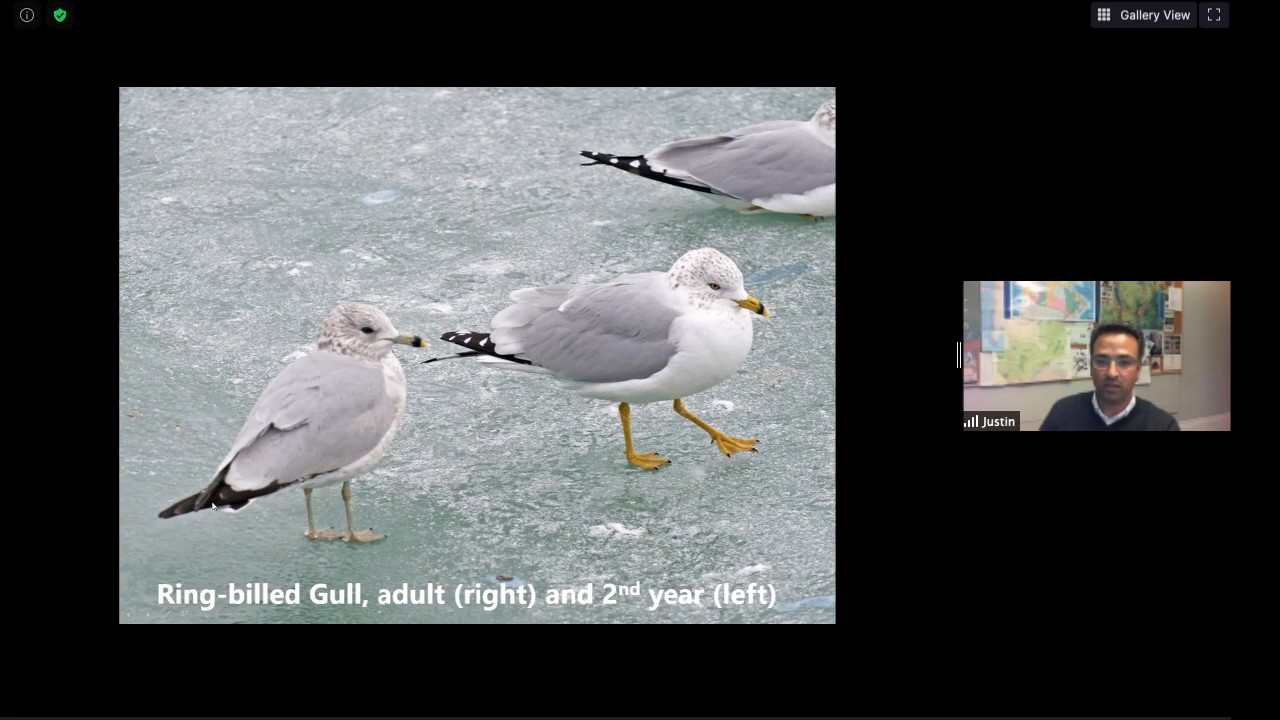 Gallery View
Justin
Ring-billed Gull, adult (right) and 2nd year (left)